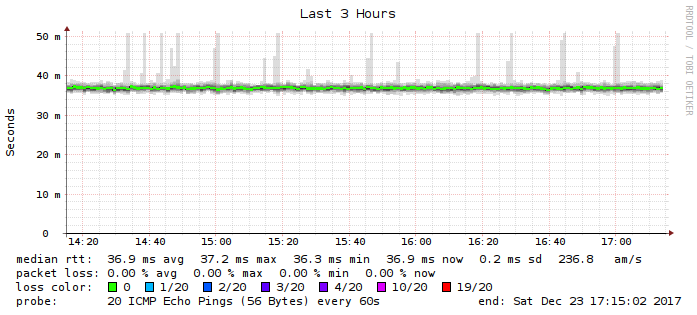 Last 3 Hours
RRDTOOL / TOBI OETIKER
Seconds
50 m
40 m
30 m
20 m
10 m
0
14:20 14:40 15:00 15:20 15:40 16:00 16:20 16:40 17:00
median rtt: 36.9 ms avg 37.2 ms max 36.3 ms min 36.9 ms now 0.2 ms sd 236.8 am/s
packet loss: 0.00 % avg 0.00 % max 0.00 % min 0.00 % now
loss color: 0 1/20 2/20 3/20 4/20 10/20 19/20
probe: 20 ICMP Echo Pings (56 Bytes) every 60s end: Sat Dec 23 17:15:02 2017